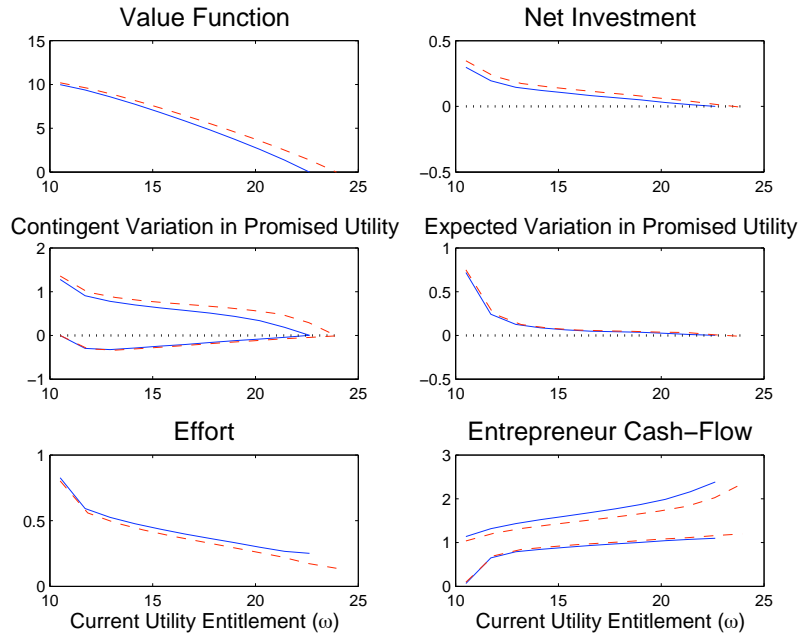 Value Function
15
10
5
0
10 15 20 25
Net Investment
0.5
0
−0.5
10 15 20 25
Contingent Variation in Promised Utility
2
1
0
−1
10 15 20 25
Expected Variation in Promised Utility
1
0.5
0
−0.5
10 15 20 25
Effort
1
0.5
0
10 15 20 25
Current Utility Entitlement (ω)
Entrepreneur Cash−Flow
3
2
1
0
10 15 20 25
Current Utility Entitlement (ω)